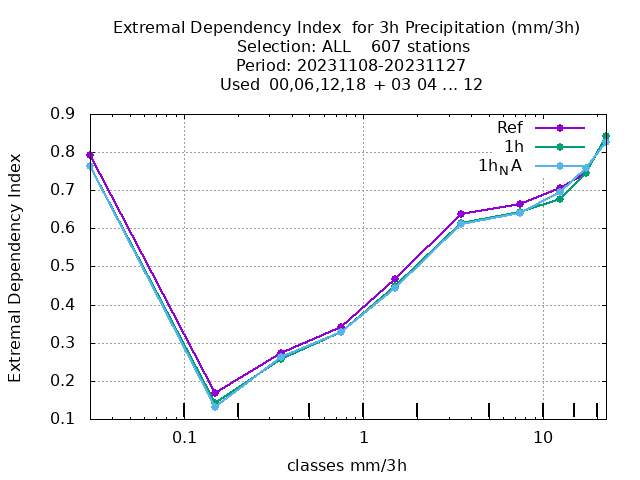 Extremal Dependency Index  for 3h Precipitation (mm/3h)
Selection: ALL    607 stations
Period: 20231108-20231127
Used  00,06,12,18  + 03 04 ... 12
Extremal Dependency Index
0.9
0.8
0.7
0.6
0.5
0.4
0.3
0.2
0.1
Ref
1h
1h_NA
0.1
1
10
classes mm/3h